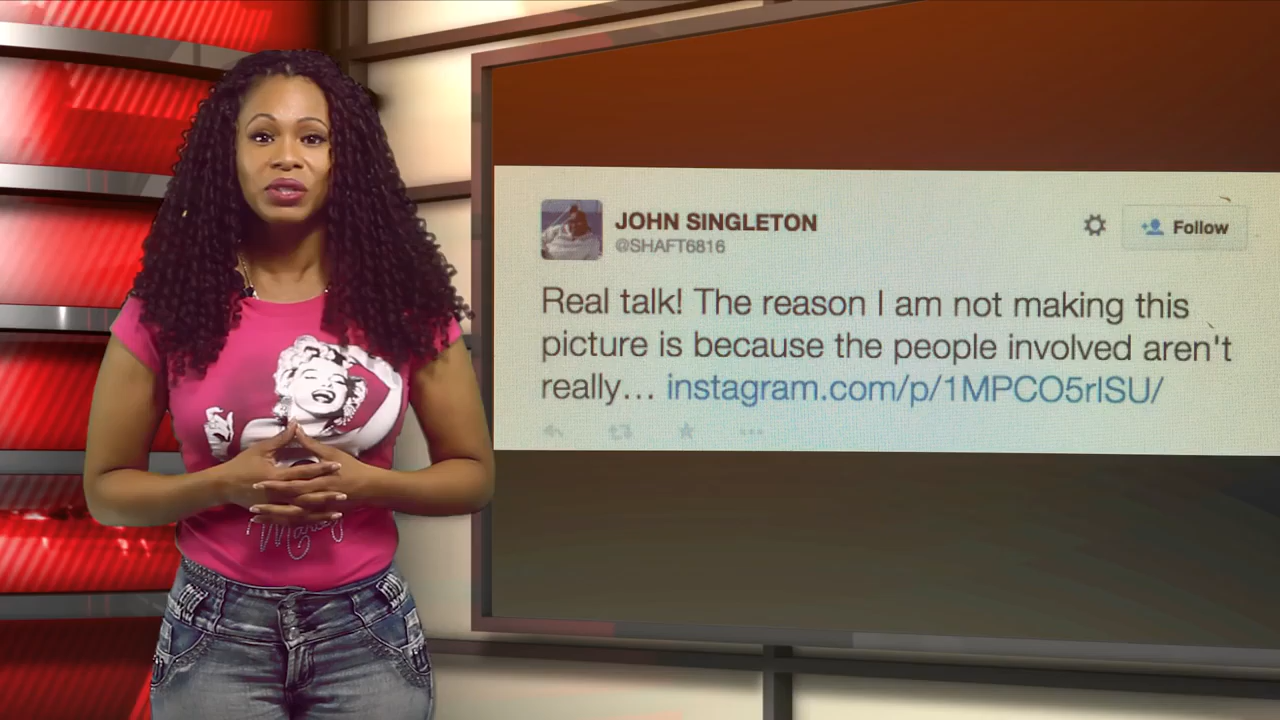 JOHN SINGLETON
@SHAFT6816
Follow
Real talk! The reason I am not making this
picture is because the people involved aren't
really... instagram.com/p/1MPCO5rISU/